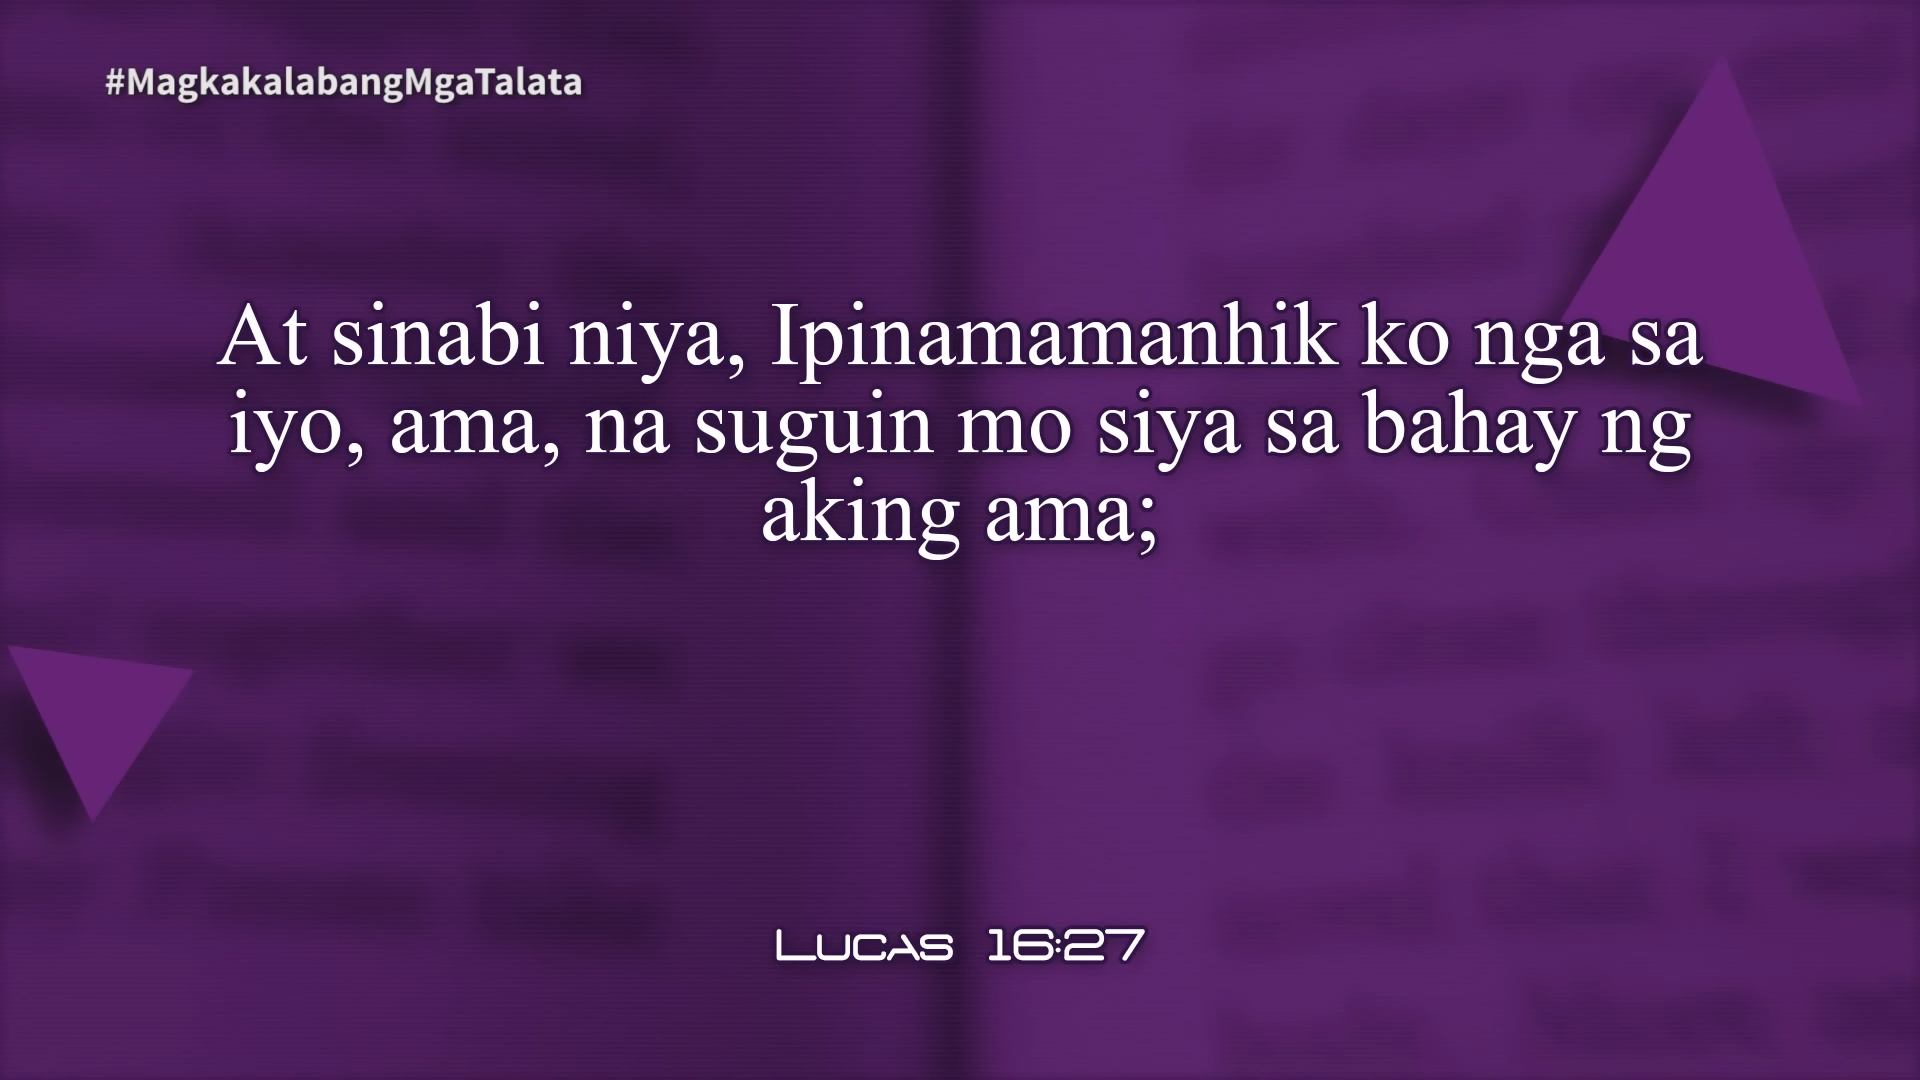 #MagkakalabangMgaTalata
At sinabi niya, Ipinamamanhik ko nga sa
iyo, ama, na suguin mo siya sa bahay ng
aking ama;
Lucas 16:27